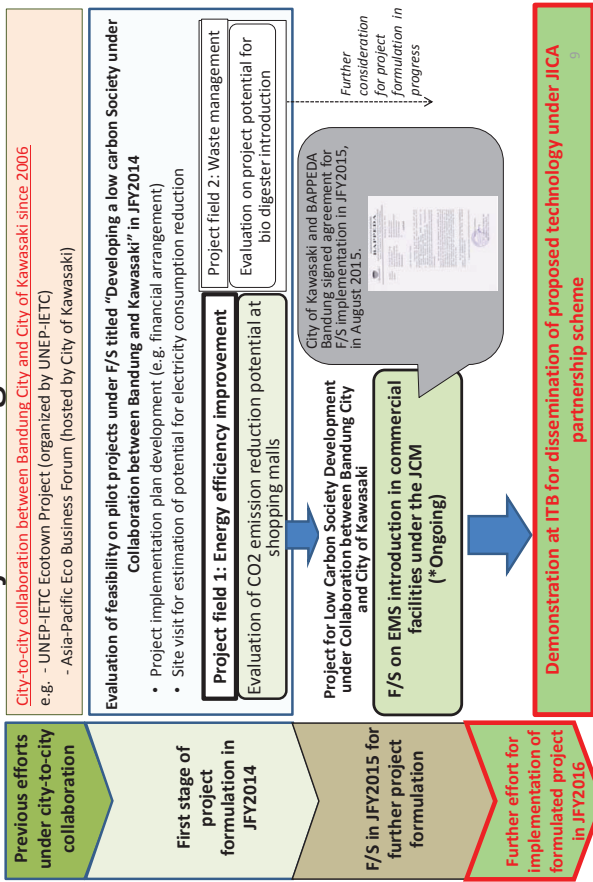 Previous efforts
under city-to-city
collaboration
City-to-city collaboration between Bandung City and City of Kawasaki since 2006
e.g. - UNEP-IETC Ecotown Project (organized by UNEP-IETC)
- Asia-Pacific Eco Business Forum (hosted by City of Kawasaki)
First stage of
project
formulation in
JFY2014
Evaluation of feasibility on pilot projects under F/S titled “Developing a low carbon Society under
Collaboration between Bandung and Kawasaki” in JFY2014
• Project implementation plan development (e.g. financial arrangement)
• Site visit for estimation of potential for electricity consumption reduction
Project field 1: Energy efficiency improvement
Evaluation of CO2 emission reduction potential at
shopping malls
Project field 2: Waste management
Evaluation on project potential for
bio digester introduction
Further
consideration
for project
formulation in
progress
F/S in JFY2015 for
further project
formulation
Project for Low Carbon Society Development
under Collaboration between Bandung City
and City of Kawasaki
F/S on EMS introduction in commercial
facilities under the JCM
(*Ongoing)
City of Kawasaki and BAPPEDA
Bandung signed agreement for
F/S implementation in JFY2015,
in August 2015.
BAPPEDA
Further effort for
implementation of
formulated project
in JFY2016
Demonstration at ITB for dissemination of proposed technology under JICA
partnership scheme
9